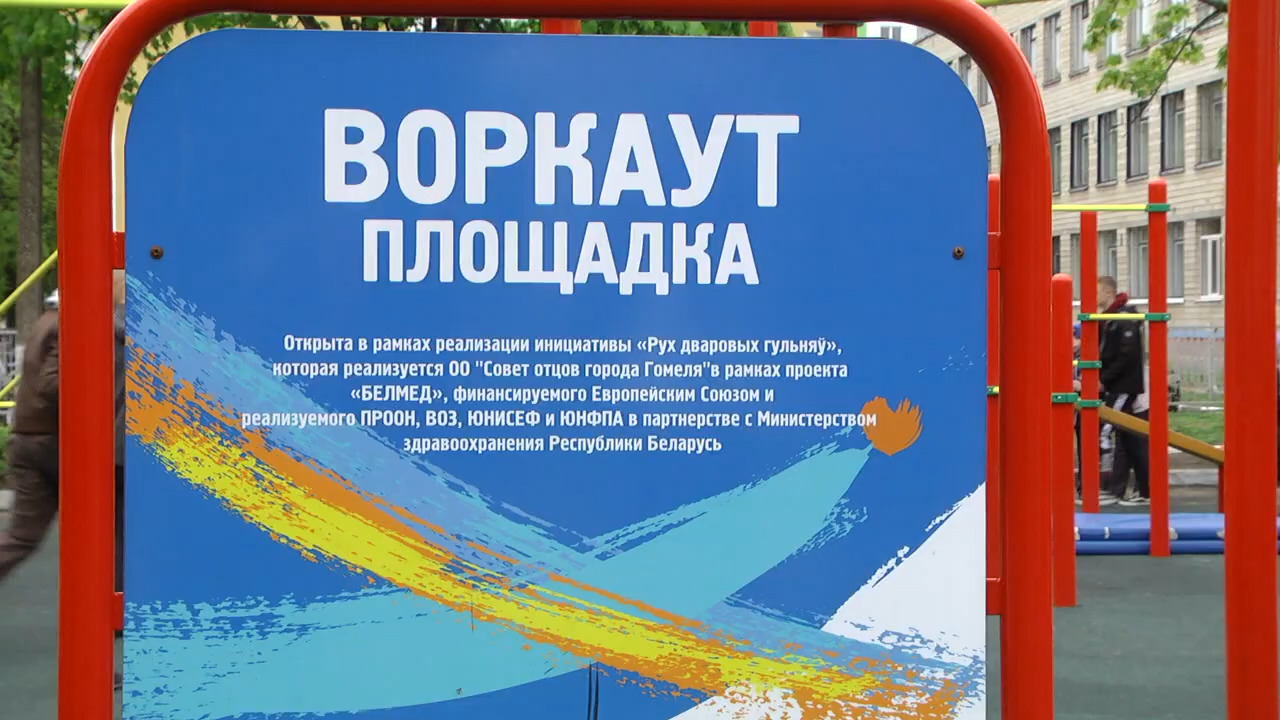 ВОРКАУТ
ПЛОЩАДКА
Открыта в рамках реализации инициативы «Рух дваровых гульняў»,
которая реализуется ОО "Совет отцов города Гомеля"в рамках проекта
«БЕЛМЕД», финансируемого Европейским Союзом и
реализуемого ПРООН, ВОЗ, ЮНИСЕФ и ЮНФПА в партнерстве с Министерством
здравоохранения Республики Беларусь